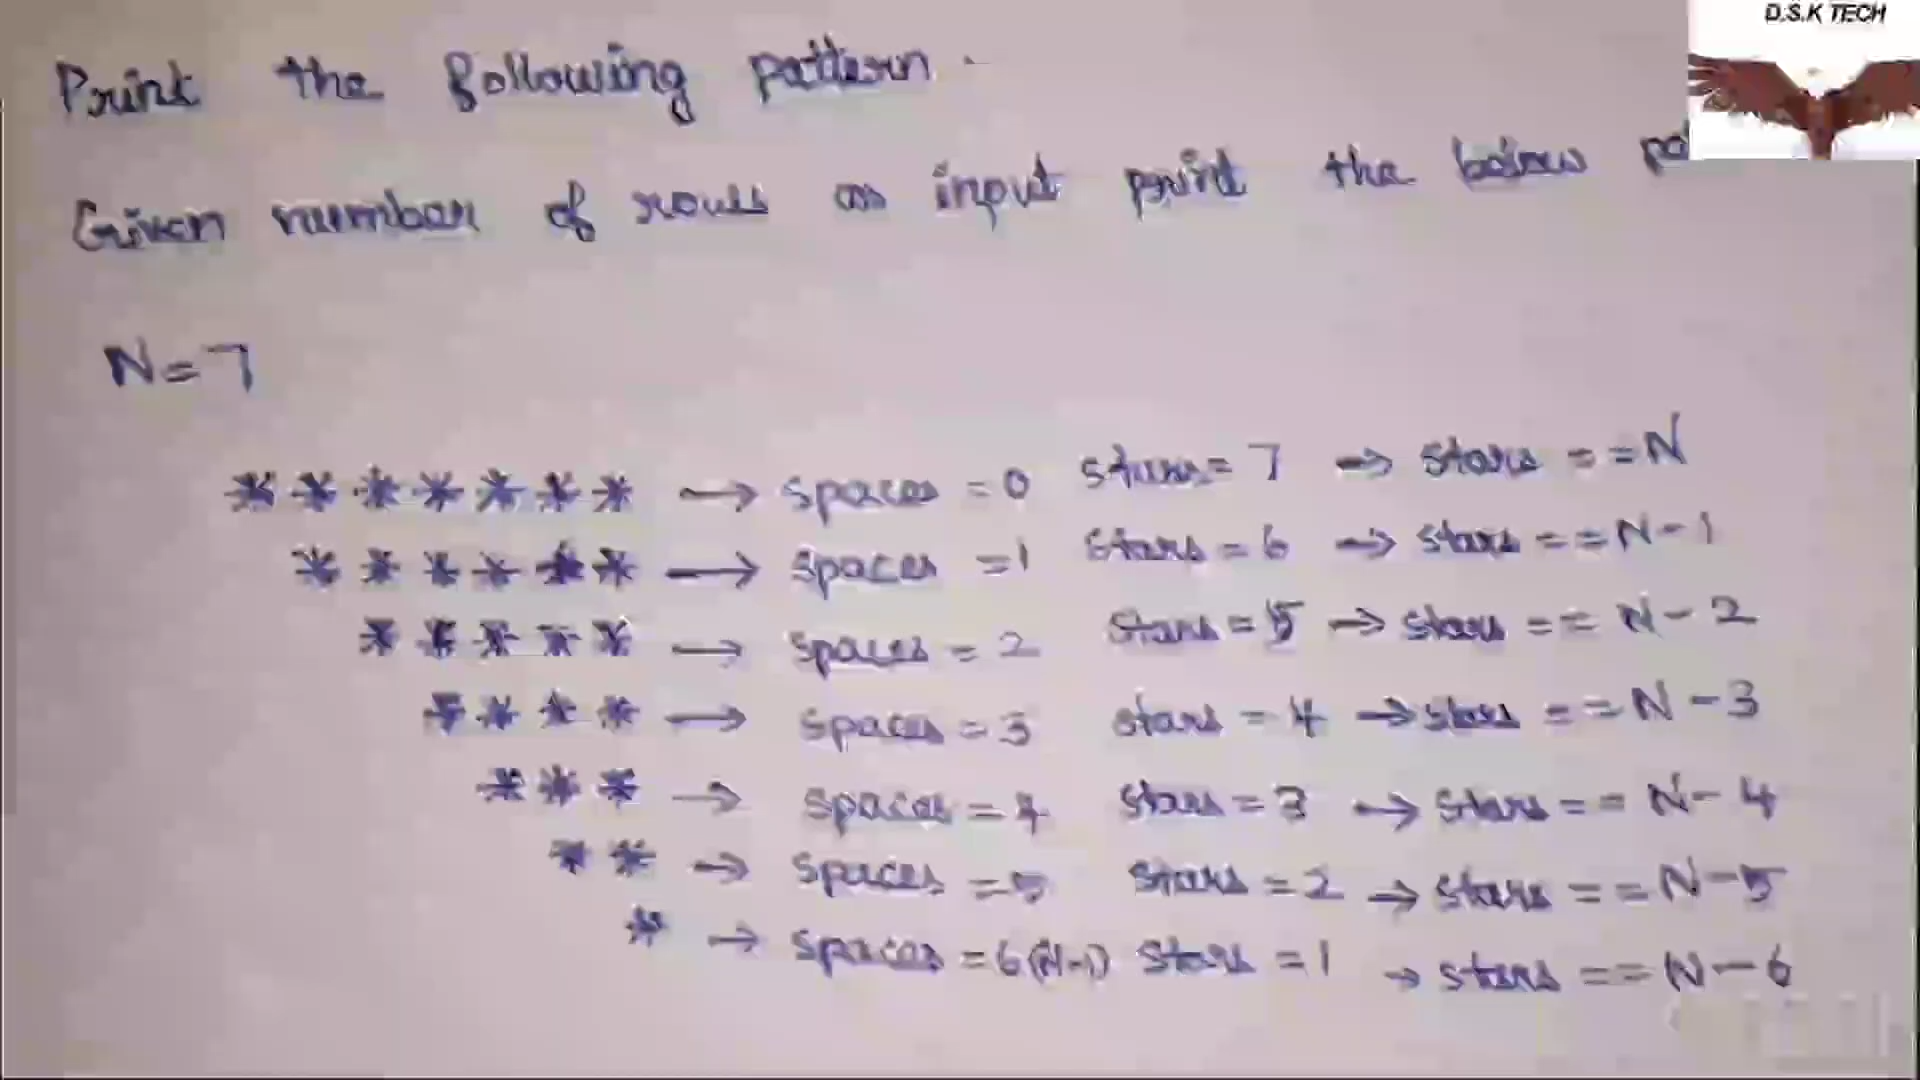 D.S.K TECH
Print the following pattern.
Given number of rows as input print the below
N=7
* * * * * * * → spaces = 0 stars = 7 → stars == N
* * * * * * → spaces = 1 stars = 6 → stars == N-1
* * * * * → spaces = 2 stars = 5 → stars == N-2
* * * * → spaces = 3 stars = 4 → stars == N-3
* * * → spaces = 4 stars = 3 → stars == N-4
* * → spaces = 5 stars = 2 → stars == N-5
* → spaces = 6(N-1) stars = 1 → stars == N-6